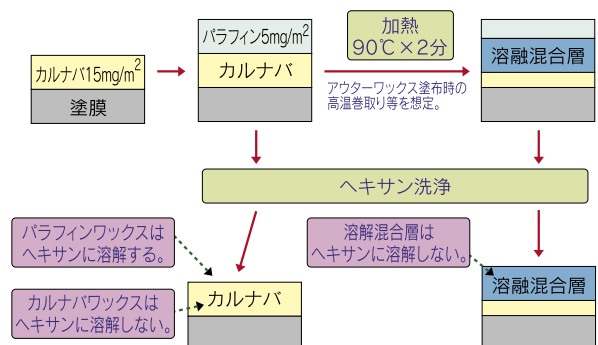 カルナバ15mg/m2
塗膜
パラフィン5mg/m2
カルナバ
加熱
90℃×2分
アウターワックス塗布時の
高温巻取り等を想定。
溶融混合層
ヘキサン洗浄
パラフィンワックスは
ヘキサンに溶解する。
カルナバワックスは
ヘキサンに溶解しない。
カルナバ
溶解混合層は
ヘキサンに溶解しない。
溶融混合層